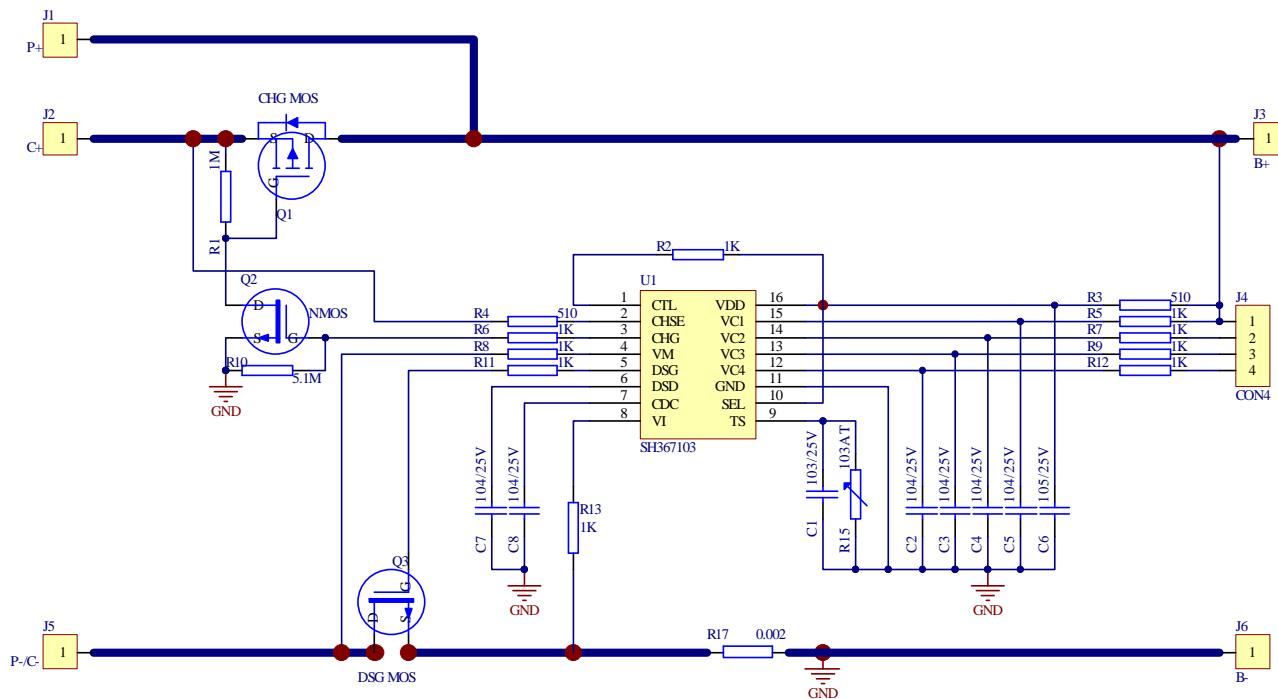 J1
P+ 1
CHG MOS
J2
C+ 1
S D
G
Q1
1M
R1
J3
1
B+
Q2
D
S G
NMOS
R10
5.1M
GND
R2 1K
U1
1 CTL VDD 16
2 CHSE VC1 15
3 CHG VC2 14
4 VM VC3 13
5 DSG VC4 12
6 DSD GND 11
7 CDC SEL 10
8 VI TS 9
SH367103
R4 510
R6 1K
R8 1K
R11 1K
R3 510
R5 1K
R7 1K
R9 1K
R12 1K
J4
1
2
3
4
CON4
104/25V
C7
104/25V
C8
GND
R13
1K
103/25V
C1
103AT
R15
104/25V
C2
104/25V
C3
104/25V
C4
104/25V
C5
105/25V
C6
GND
Q3
G
D S
DSG MOS
J5
P-/C- 1
R17 0.002
GND
J6
1
B-